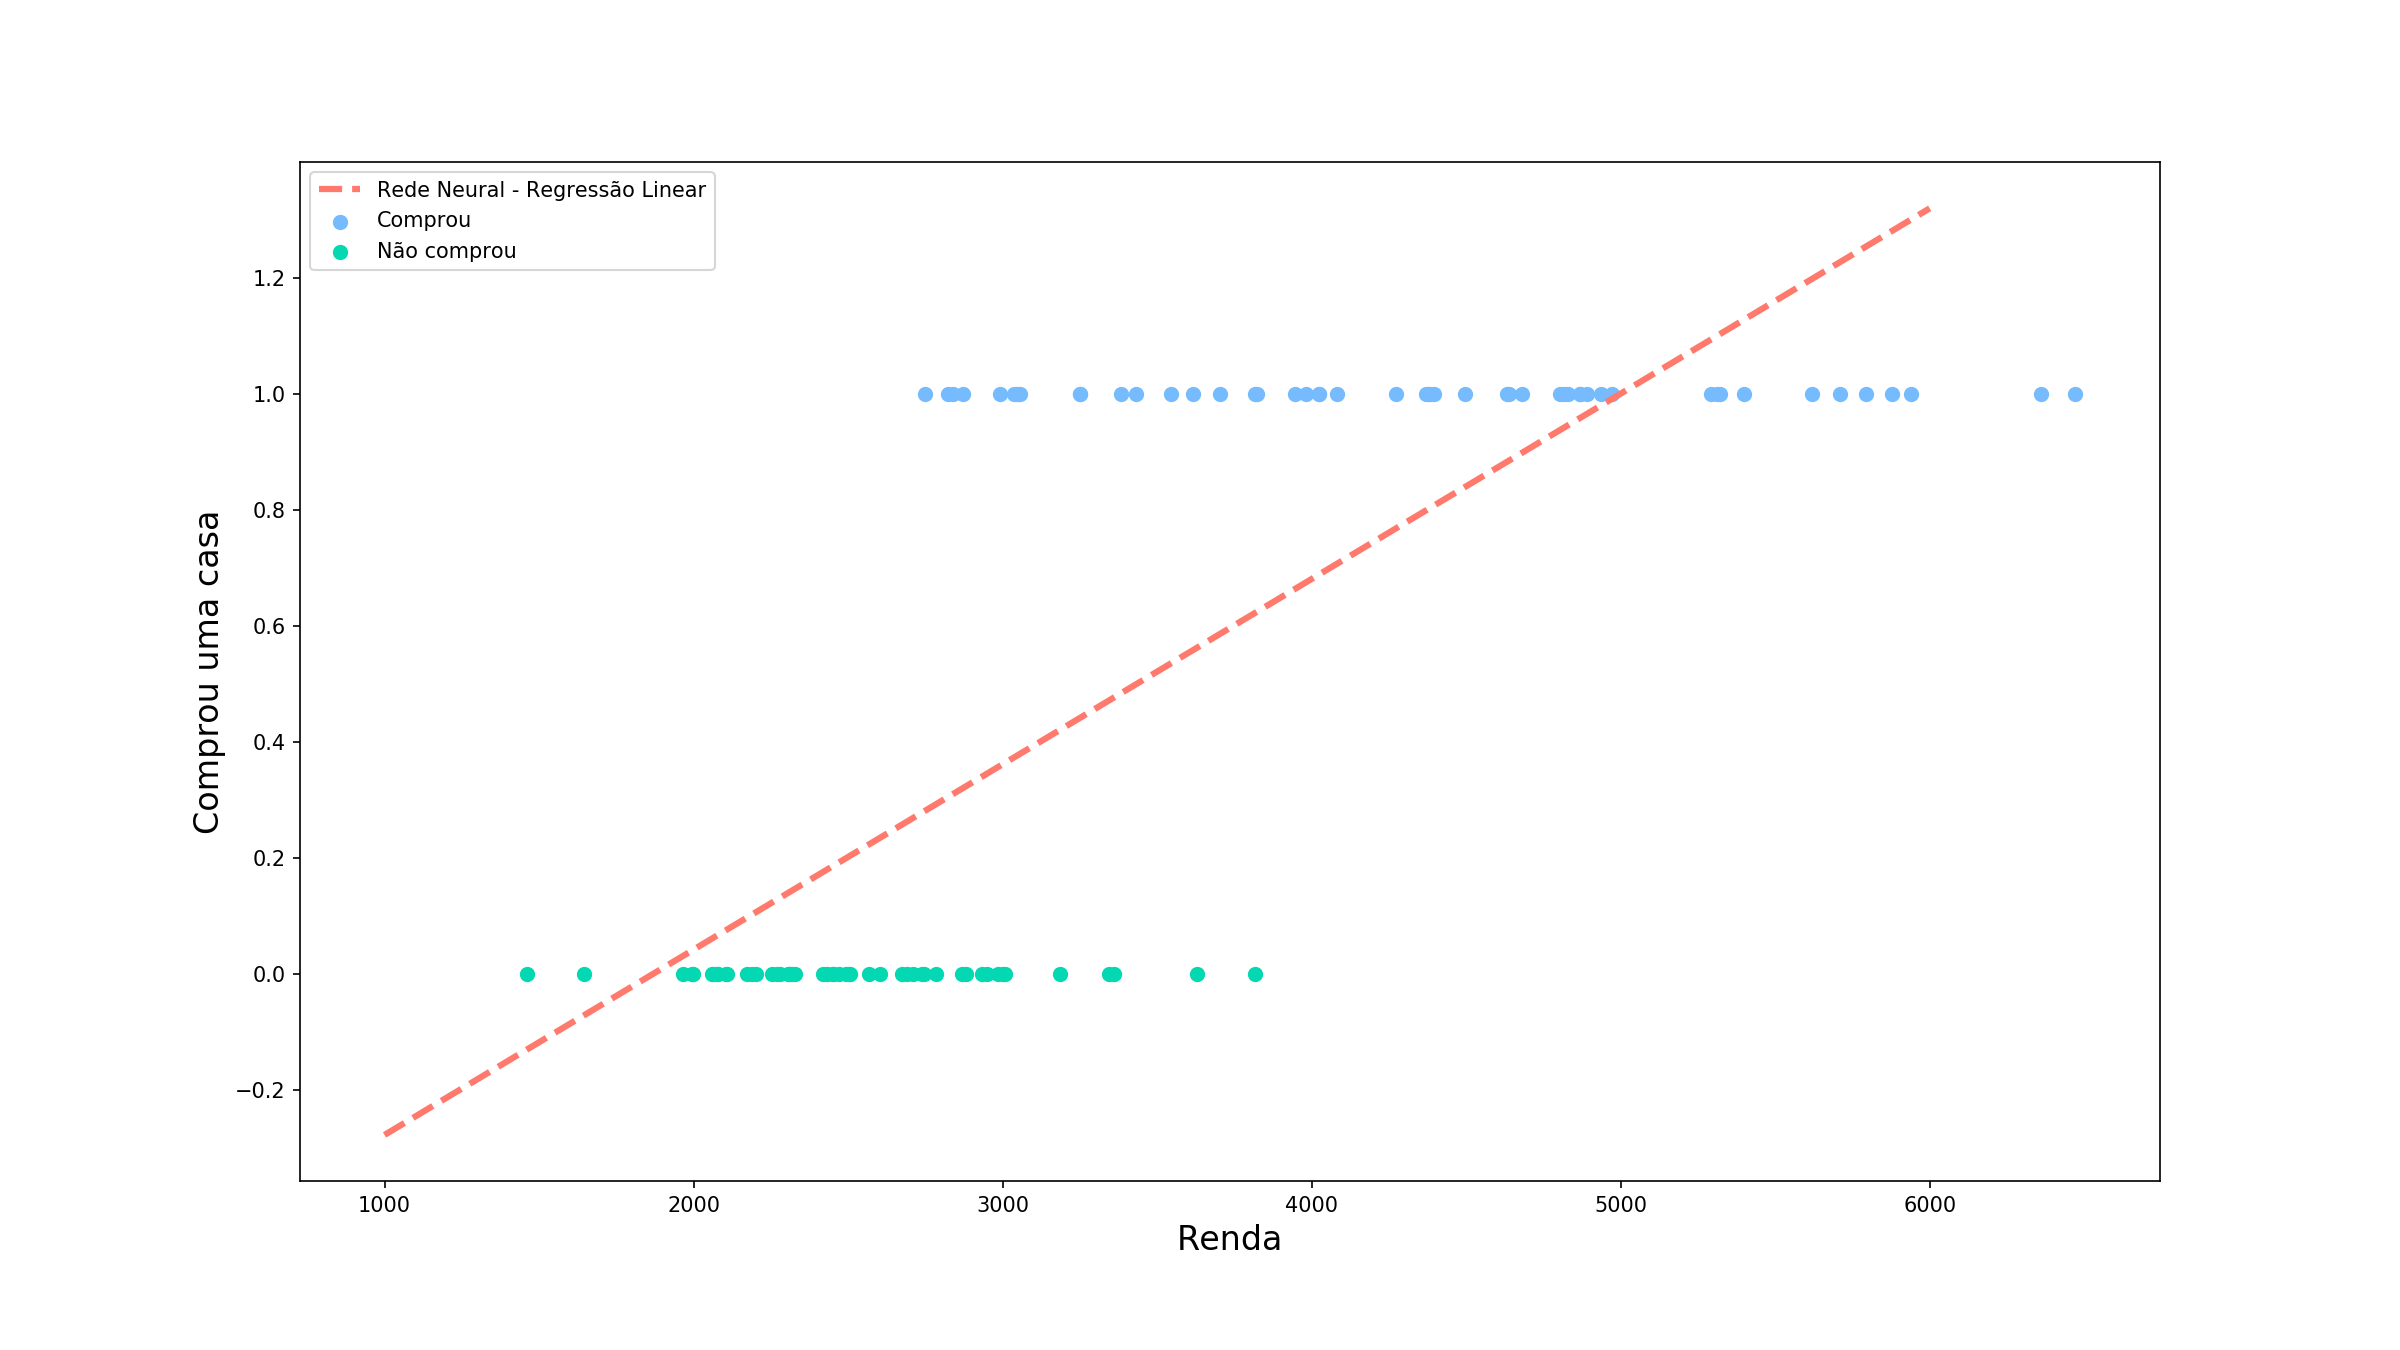 Rede Neural - Regressão Linear
Comprou
Não comprou
Comprou uma casa
1.2
1.0
0.8
0.6
0.4
0.2
0.0
−0.2
1000 2000 3000 4000 5000 6000
Renda